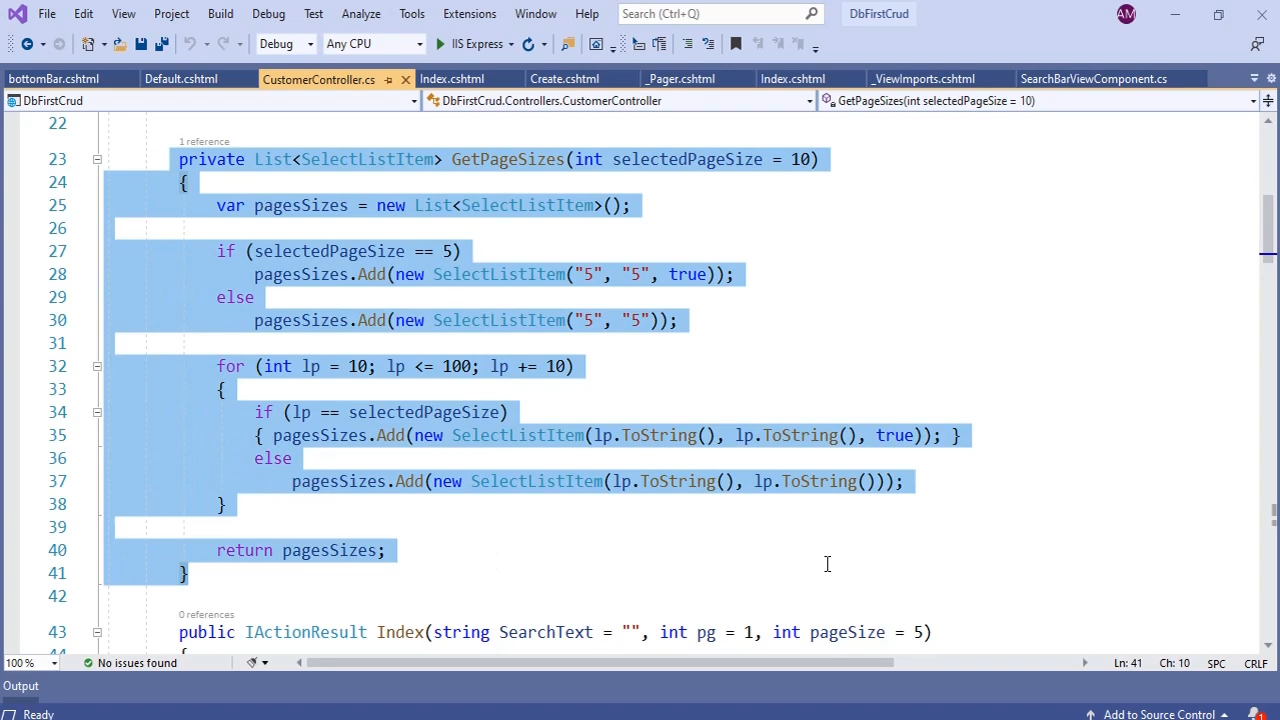 File Edit View Project Build Debug Test Analyze Tools Extensions Window Help Search (Ctrl+Q) DbFirstCrud AM
Debug Any CPU IIS Express
bottomBar.cshtml Default.cshtml CustomerController.cs Index.cshtml Create.cshtml _Pager.cshtml Index.cshtml _ViewImports.cshtml SearchBarViewComponent.cs
DbFirstCrud DbFirstCrud.Controllers.CustomerController GetPageSizes(int selectedPageSize = 10)
22
1 reference
23 private List<SelectListItem> GetPageSizes(int selectedPageSize = 10)
24 {
25 var pagesSizes = new List<SelectListItem>();
26
27 if (selectedPageSize == 5)
28 pagesSizes.Add(new SelectListItem("5", "5", true));
29 else
30 pagesSizes.Add(new SelectListItem("5", "5"));
31
32 for (int lp = 10; lp <= 100; lp += 10)
33 {
34 if (lp == selectedPageSize)
35 { pagesSizes.Add(new SelectListItem(lp.ToString(), lp.ToString(), true)); }
36 else
37 pagesSizes.Add(new SelectListItem(lp.ToString(), lp.ToString()));
38 }
39
40 return pagesSizes;
41 }
42
0 references
43 public IActionResult Index(string SearchText = "", int pg = 1, int pageSize = 5)
44 {
100 % No issues found Ln: 41 Ch: 10 SPC CRLF
Output
Ready Add to Source Control 1